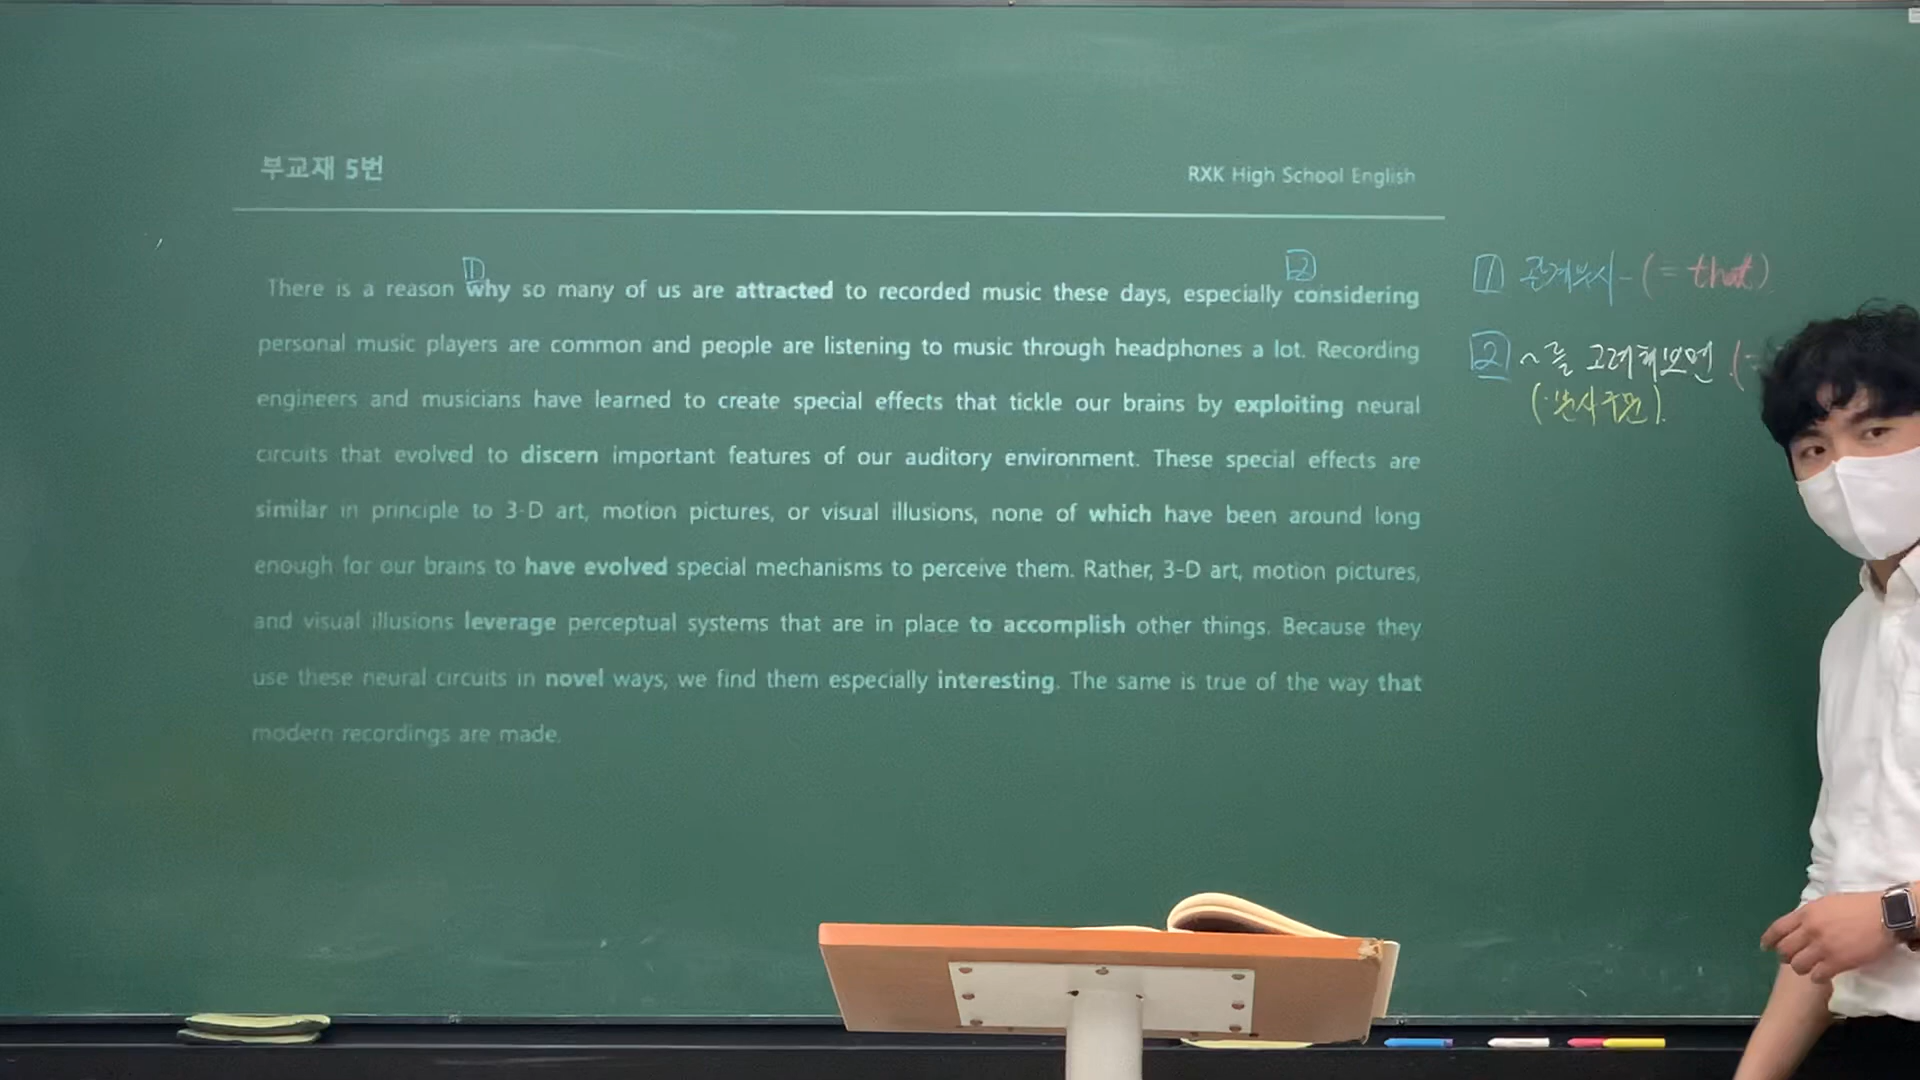 부교재 5번
RXK High School English
1
2
There is a reason why so many of us are attracted to recorded music these days, especially considering
personal music players are common and people are listening to music through headphones a lot. Recording
engineers and musicians have learned to create special effects that tickle our brains by exploiting neural
circuits that evolved to discern important features of our auditory environment. These special effects are
similar in principle to 3-D art, motion pictures, or visual illusions, none of which have been around long
enough for our brains to have evolved special mechanisms to perceive them. Rather, 3-D art, motion pictures,
and visual illusions leverage perceptual systems that are in place to accomplish other things. Because they
use these neural circuits in novel ways, we find them especially interesting. The same is true of the way that
modern recordings are made.
1 관계부사 - (= that)
2 ~를 고려해보면 (=
(분사구문).